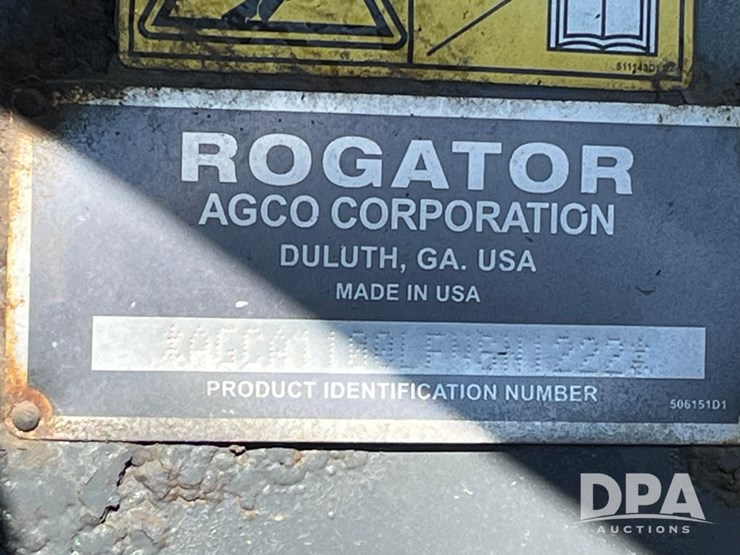 ROGATOR
AGCO CORPORATION
DULUTH, GA. USA
MADE IN USA
PRODUCT IDENTIFICATION NUMBER
506151D1
DPA
AUCTIONS